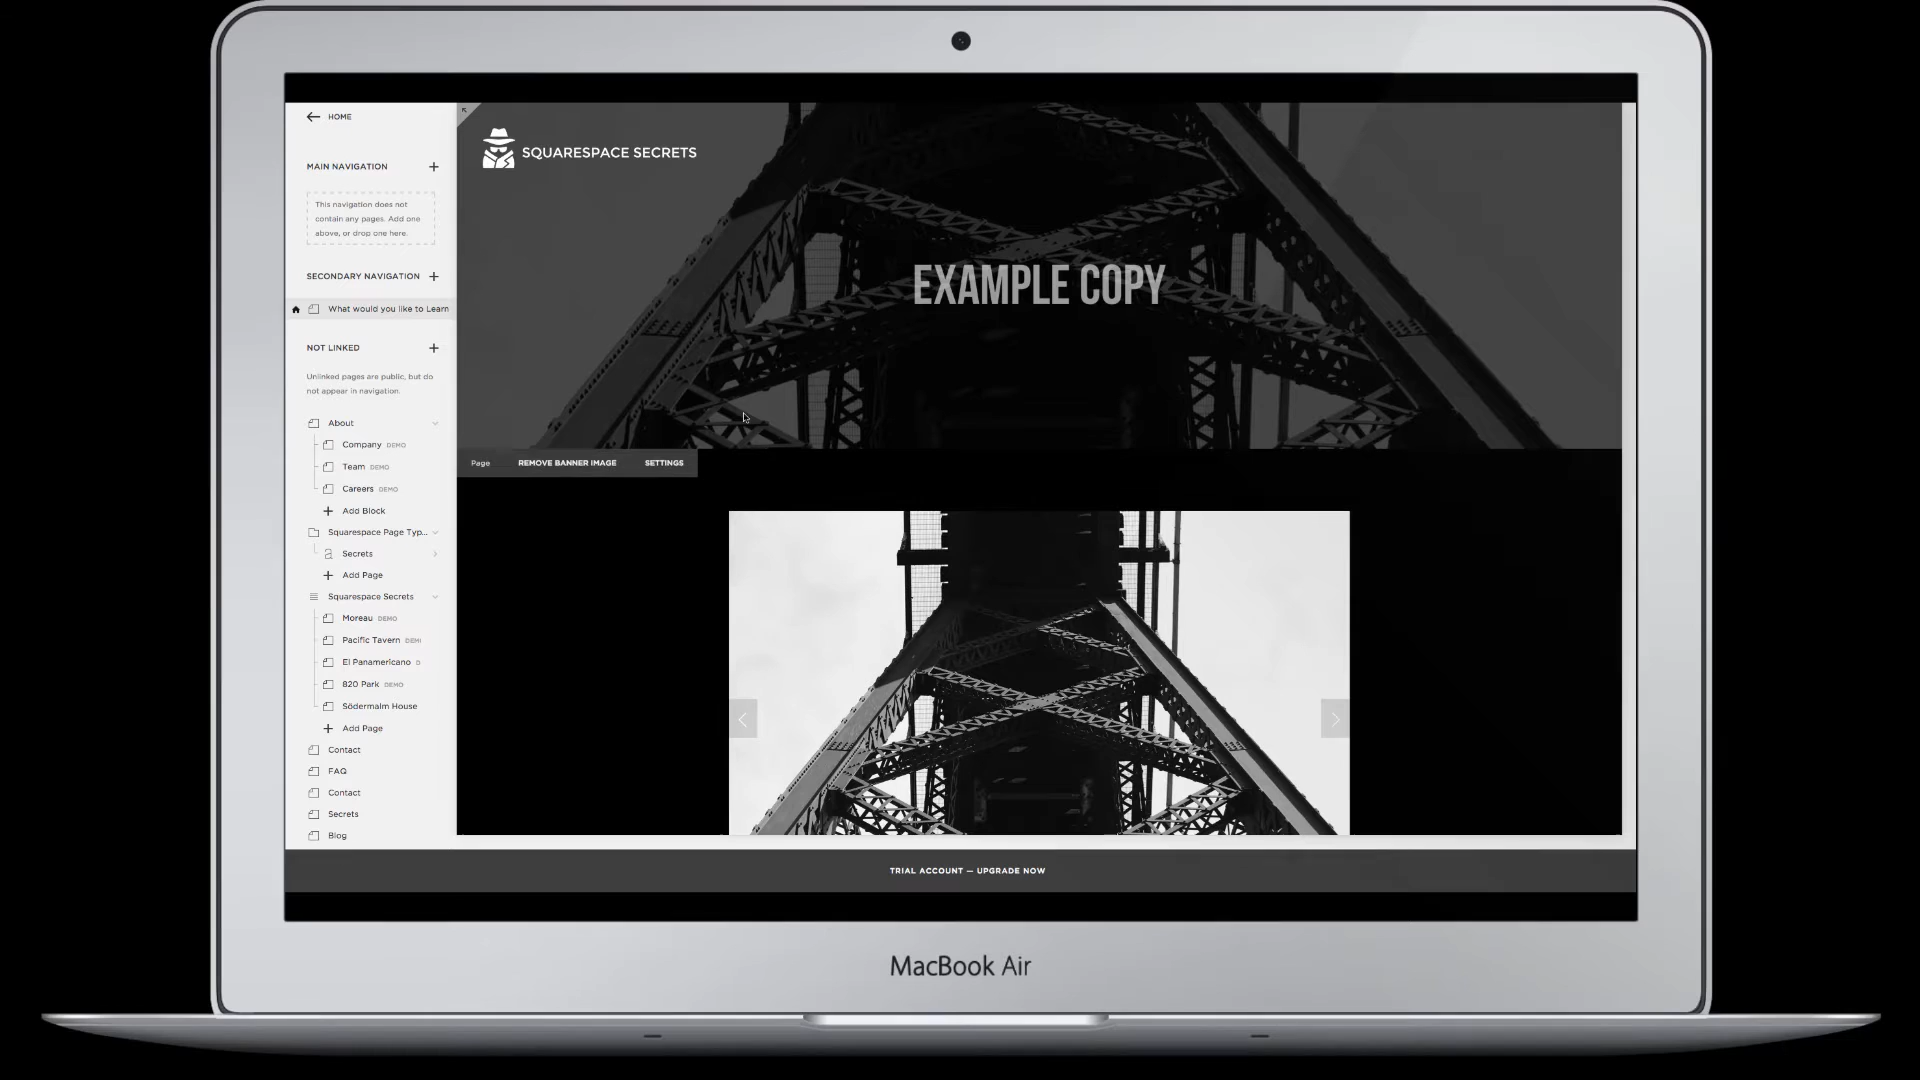 HOME
MAIN NAVIGATION
This navigation does not
contain any pages. Add one
above, or drop one here.
SECONDARY NAVIGATION
What would you like to Learn
NOT LINKED
Unlinked pages are public, but do
not appear in navigation.
About
Company DEMO
Team DEMO
Careers DEMO
Add Block
Squarespace Page Typ...
Secrets
Add Page
Squarespace Secrets
Moreau DEMO
Pacific Tavern DEM
El Panamericano D
820 Park DEMO
Södermalm House
Add Page
Contact
FAQ
Contact
Secrets
Blog
SQUARESPACE SECRETS
EXAMPLE COPY
Page REMOVE BANNER IMAGE SETTINGS
TRIAL ACCOUNT — UPGRADE NOW
MacBook Air